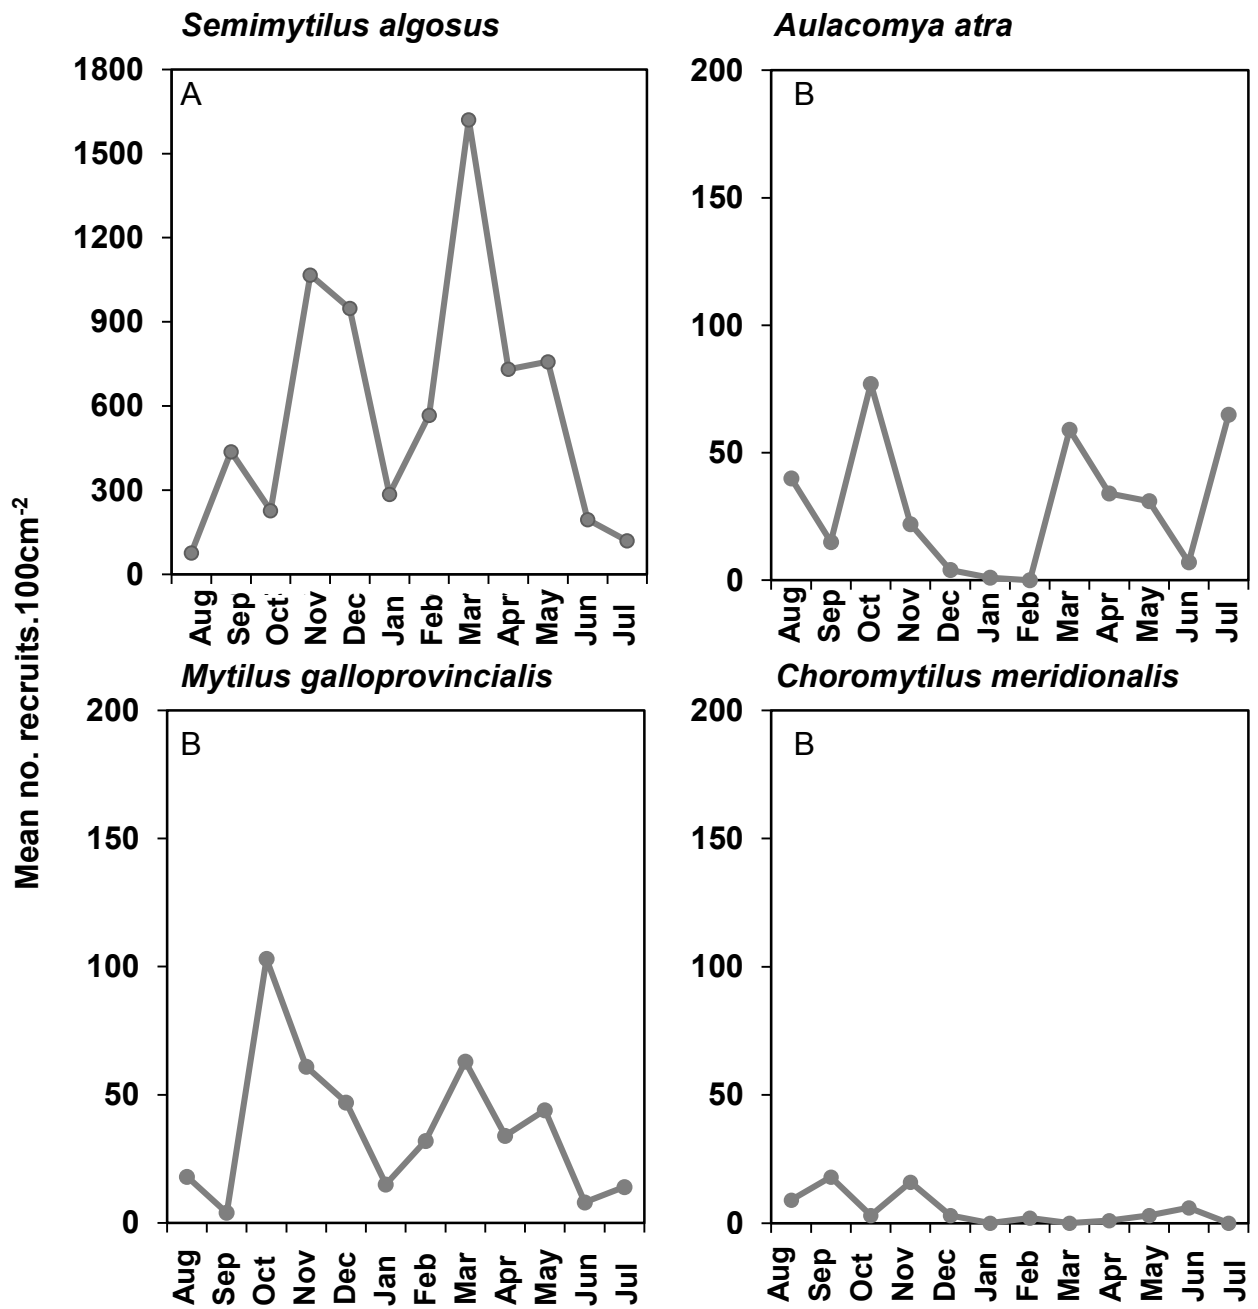 Semimytilus algosus
A
1800
1500
1200
900
600
300
0
Aug
Sep
Oct
Nov
Dec
Jan
Feb
Mar
Apr
May
Jun
Jul
Aulacomya atra
B
200
150
100
50
0
Aug
Sep
Oct
Nov
Dec
Jan
Feb
Mar
Apr
May
Jun
Jul
Mean no. recruits.100cm-2
Mytilus galloprovincialis
B
200
150
100
50
0
Aug
Sep
Oct
Nov
Dec
Jan
Feb
Mar
Apr
May
Jun
Jul
Choromytilus meridionalis
B
200
150
100
50
0
Aug
Sep
Oct
Nov
Dec
Jan
Feb
Mar
Apr
May
Jun
Jul